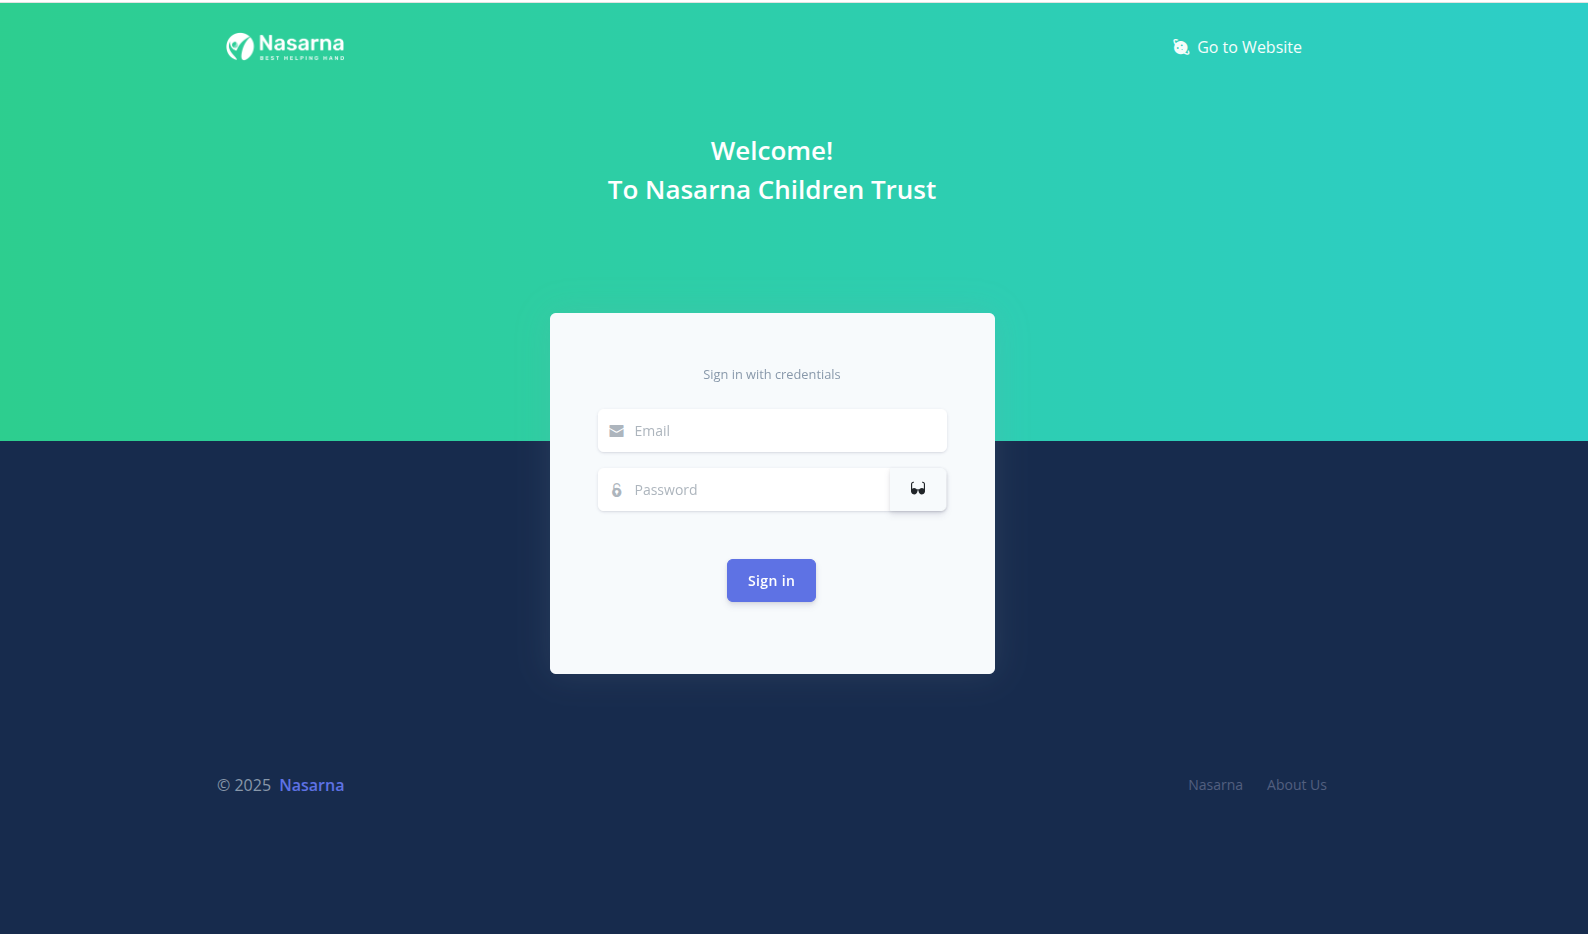 Nasarna
BEST HELPING HAND
Go to Website
Welcome!
To Nasarna Children Trust
Sign in with credentials
Email
Password
Sign in
© 2025 Nasarna
Nasarna About Us